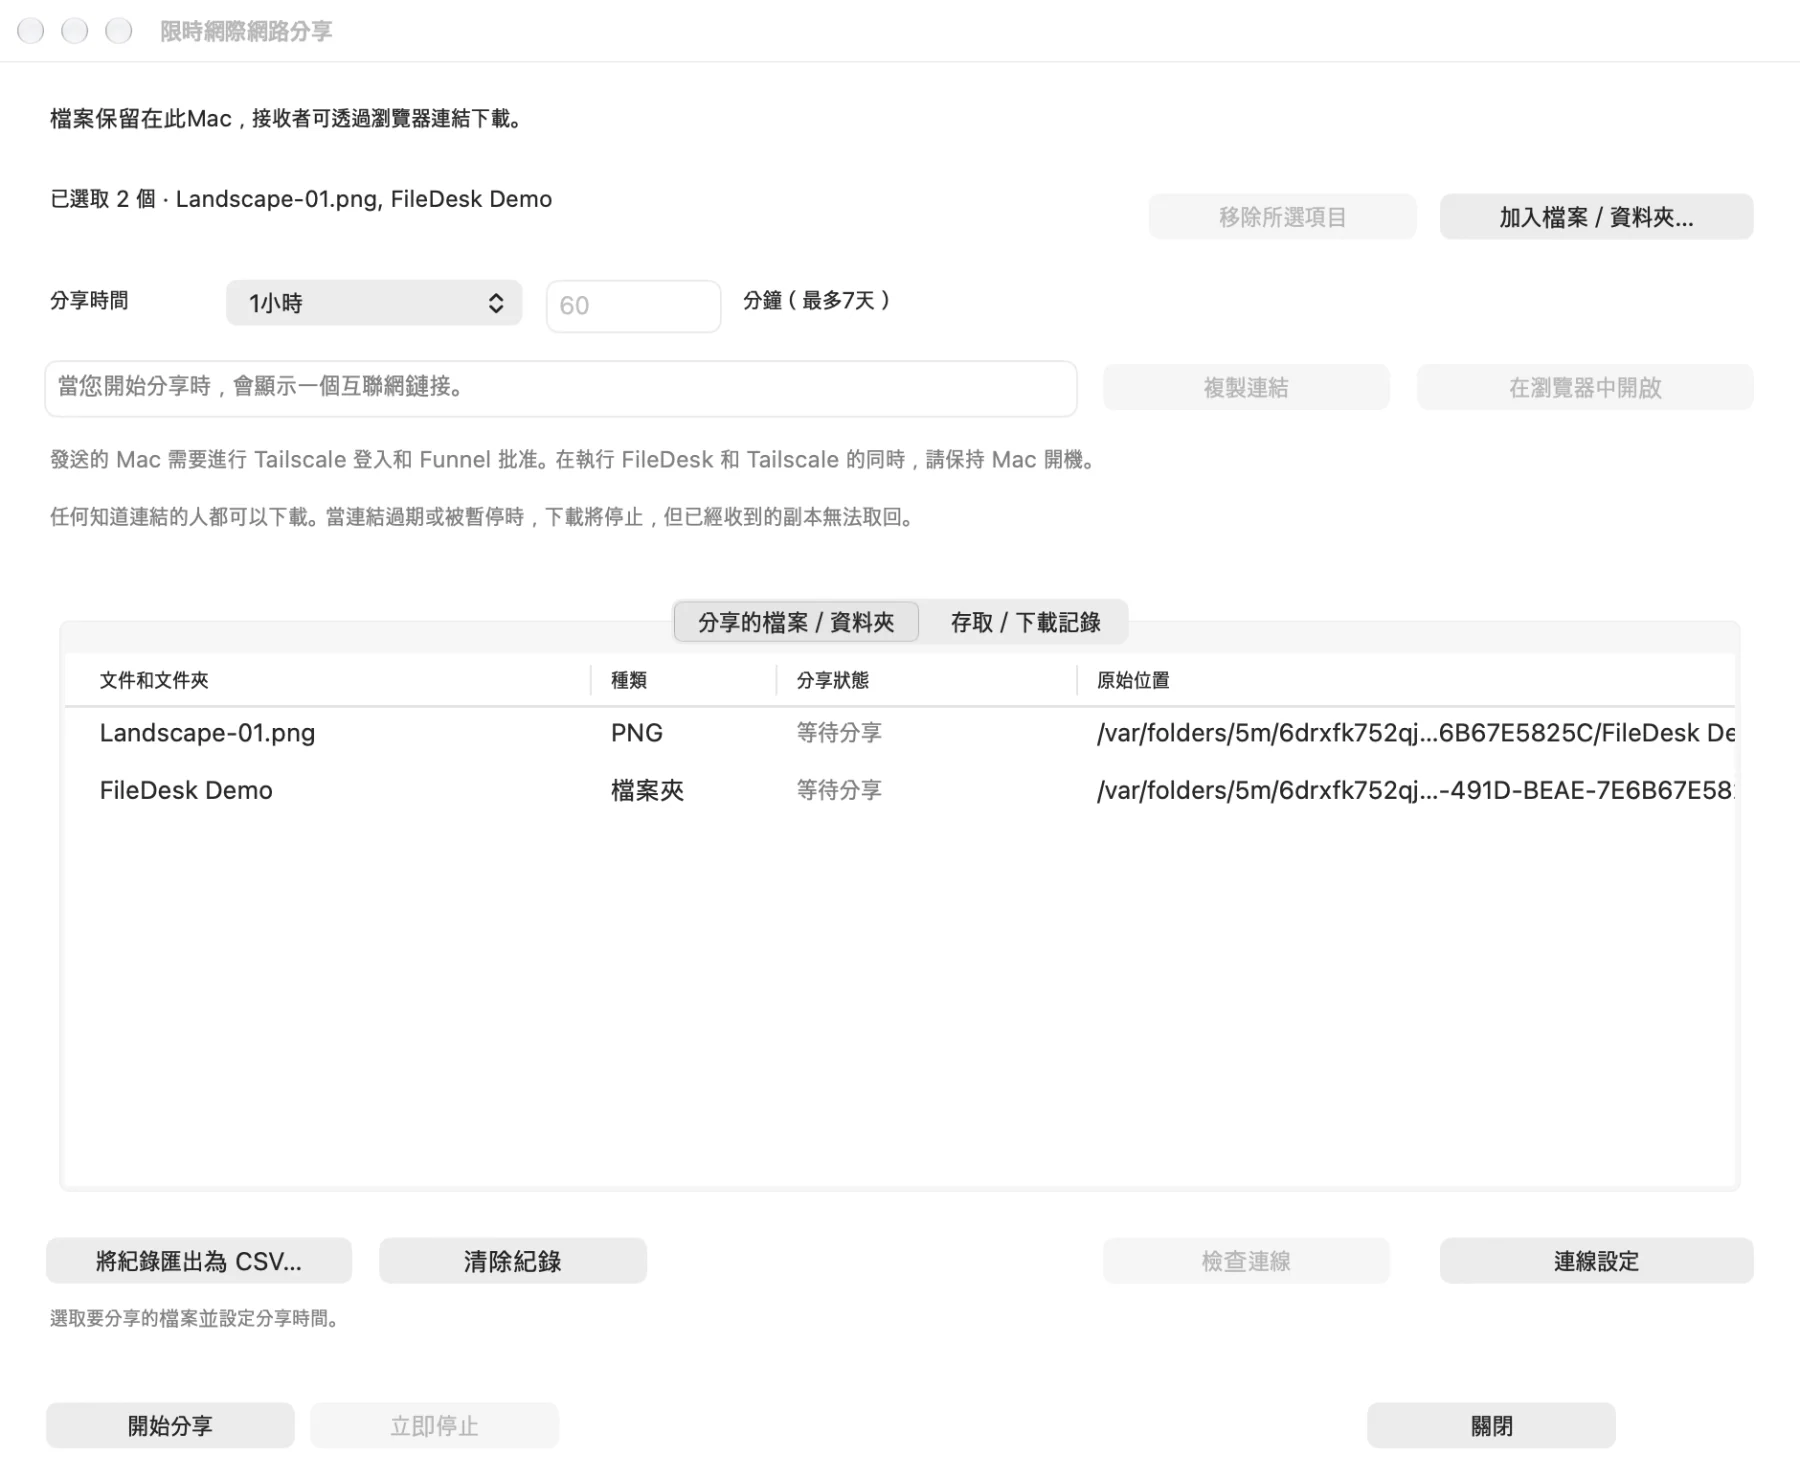 限時網際網路分享
檔案保留在此Mac，接收者可透過瀏覽器連結下載。
已選取 2 個 · Landscape-01.png, FileDesk Demo
移除所選項目
加入檔案 / 資料夾...
分享時間
1小時
60
分鐘（最多7天）
當您開始分享時，會顯示一個互聯網鏈接。
複製連結
在瀏覽器中開啟
發送的 Mac 需要進行 Tailscale 登入和 Funnel 批准。在執行 FileDesk 和 Tailscale 的同時，請保持 Mac 開機。
任何知道連結的人都可以下載。當連結過期或被暫停時，下載將停止，但已經收到的副本無法取回。
分享的檔案 / 資料夾
存取 / 下載記錄
文件和文件夾 種類 分享狀態 原始位置
Landscape-01.png PNG 等待分享 /var/folders/5m/6drxfk752qj...6B67E5825C/FileDesk De
FileDesk Demo 檔案夾 等待分享 /var/folders/5m/6drxfk752qj...-491D-BEAE-7E6B67E58
將紀錄匯出為 CSV...
清除紀錄
檢查連線
連線設定
選取要分享的檔案並設定分享時間。
開始分享
立即停止
關閉